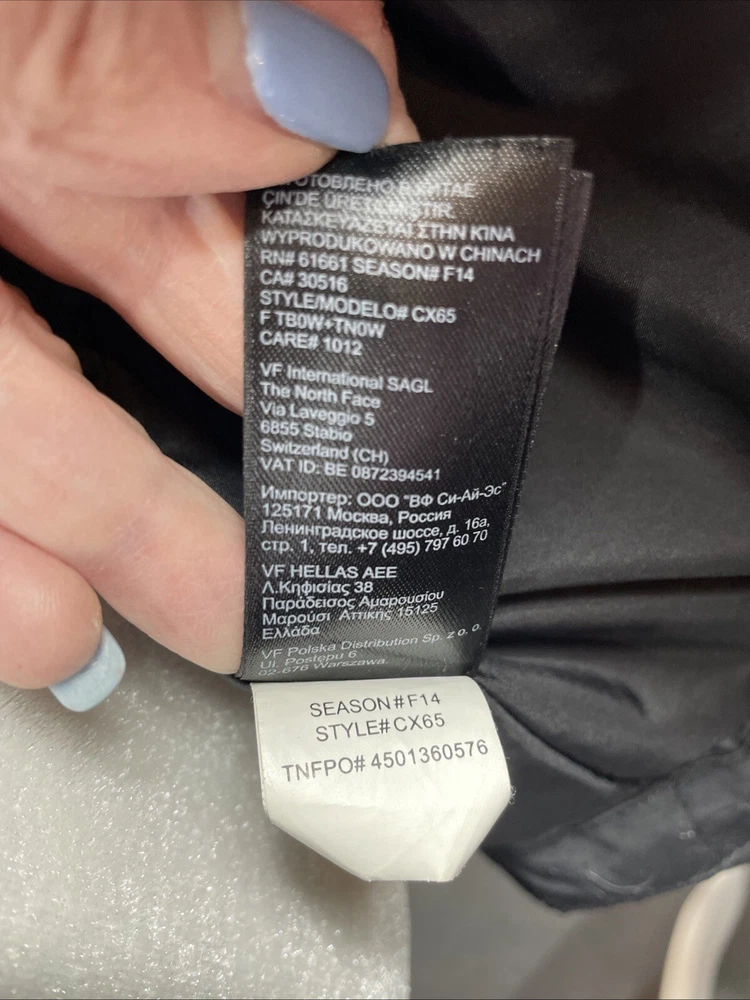 ЗГОТОВЛЕНО В КИТАЕ
ÇİN'DE ÜRE
ΚΑΤΑΣΚΕΥΑΖΕΤΑΙ ΣΤΗΝ ΚΙΝΑ
WYPRODUKOWANO W CHINACH
RN# 61661 SEASON# F14
CA# 30516
STYLE/MODELO# CX65
F TB0W+TN0W
CARE# 1012
VF International SAGL
The North Face
Via Laveggio 5
6855 Stabio
Switzerland (CH)
VAT ID: BE 0872394541
Импортер: ООО "ВФ Си-Ай-Эс"
125171 Москва, Россия
Ленинградское шоссе, д. 16а,
стр. 1, тел. +7 (495) 797 60 70
VF HELLAS AEE
Λ.Κηφισίας 38
Παράδεισος Αμαρουσίου
Μαρούσι Αττικής 15125
Ελλάδα
VF Polska Distribution Sp. z o. o.
Ul. Postępu 6
02-676 Warszawa.
SEASON#F14
STYLE#CX65
TNFPO# 4501360576